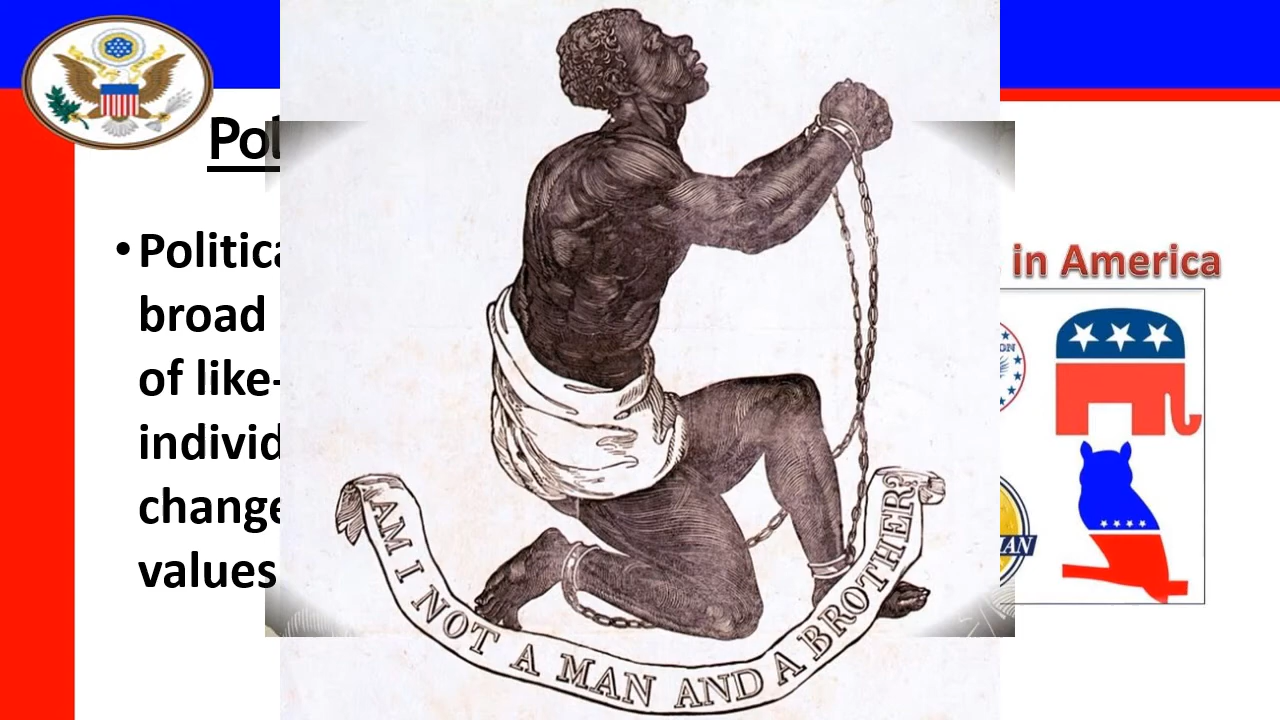 Pol
in America
• Politica
broad
of like-
individ
change
values
AM I NOT A MAN AND A BROTHER?